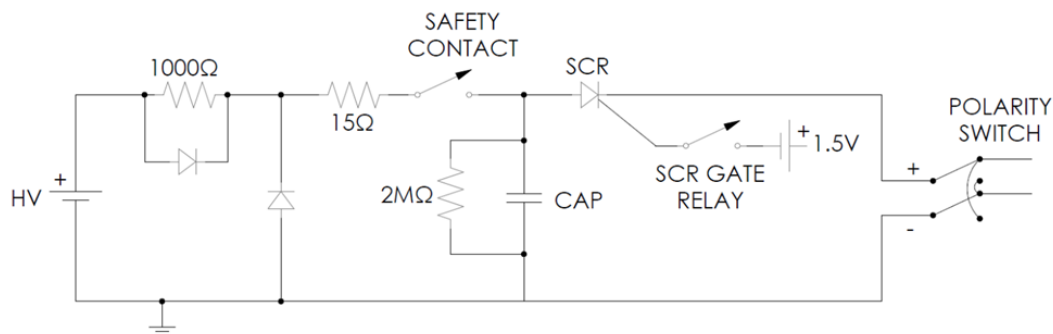 SAFETY
CONTACT
1000Ω
SCR
POLARITY
SWITCH
15Ω
+
1.5V
+
HV
2MΩ
CAP
SCR GATE
RELAY
+
-